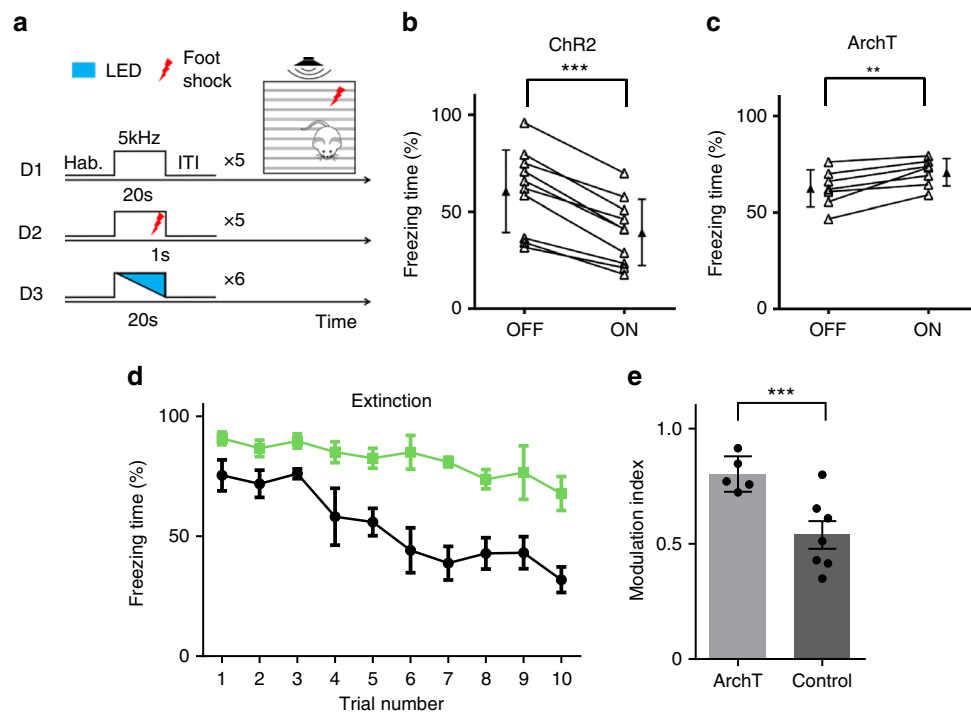 a
LED
Foot
shock
5kHz
D1
Hab.
ITI
×5
20s
D2
×5
1s
D3
×6
20s
Time
b
ChR2
***
Freezing time (%)
100
50
0
OFF
ON
c
ArchT
**
Freezing time (%)
100
50
0
OFF
ON
d
Extinction
Freezing time (%)
100
50
0
1 2 3 4 5 6 7 8 9 10
Trial number
e
***
Modulation index
1.0
0.5
0
ArchT
Control